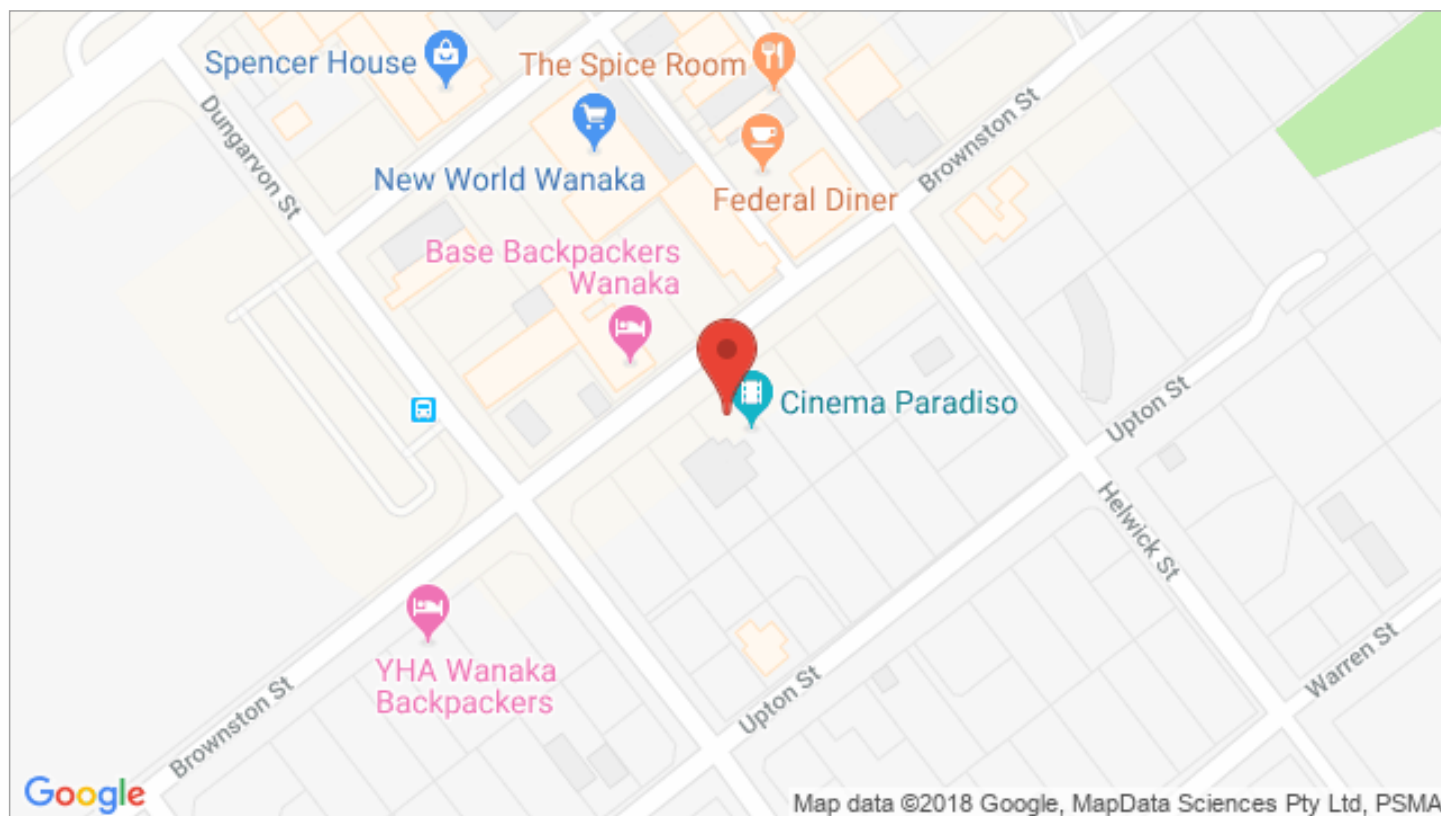 Spencer House
The Spice Room
Brownston St
Dungarvon St
New World Wanaka
Federal Diner
Base Backpackers
Wanaka
Cinema Paradiso
Upton St
Helwick St
YHA Wanaka
Backpackers
Warren St
Upton St
Brownston St
Google
Map data ©2018 Google, MapData Sciences Pty Ltd, PSMA